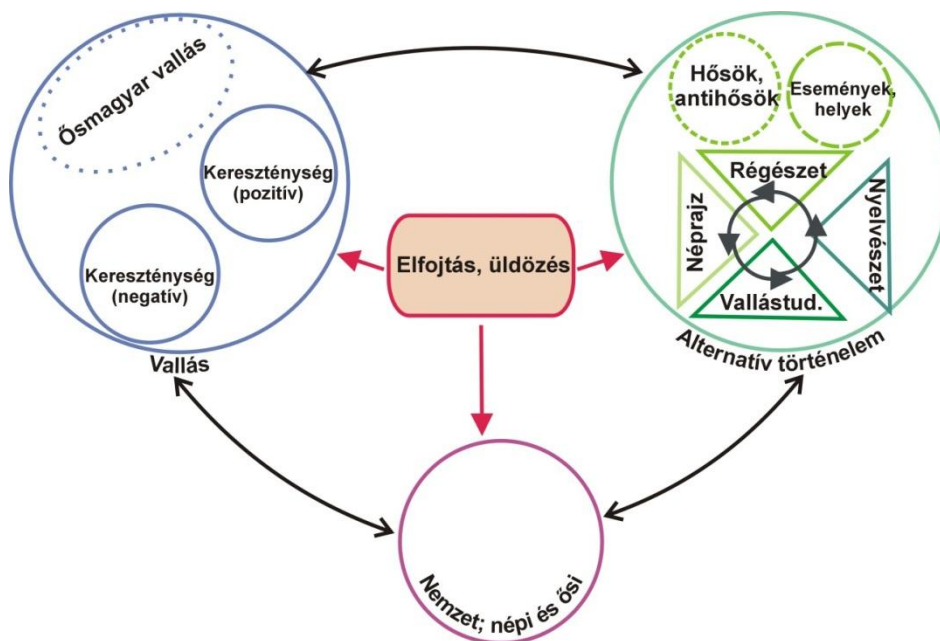 Ősmagyar vallás
Kereszténység
(pozitív)
Kereszténység
(negatív)
Vallás
Elfojtás, üldözés
Hősök,
antihősök
Események,
helyek
Régészet
Néprajz
Nyelvészet
Vallástud.
Alternatív történelem
Nemzet; népi és ősi